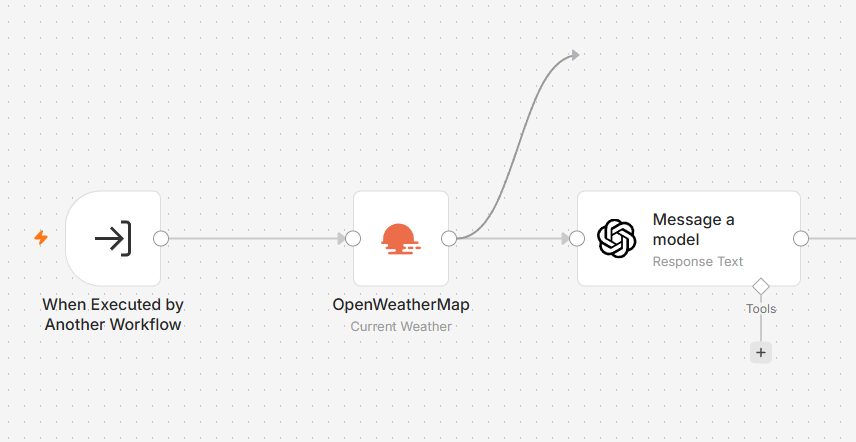 When Executed by
Another Workflow
OpenWeatherMap
Current Weather
Message a
model
Response Text
Tools